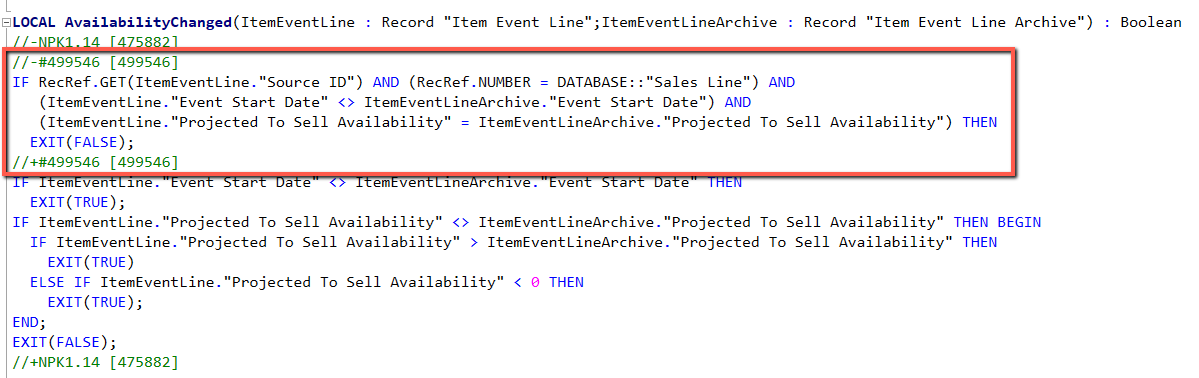 LOCAL AvailabilityChanged(ItemEventLine : Record "Item Event Line";ItemEventLineArchive : Record "Item Event Line Archive") : Boolean
//-NPK1.14 [475882]
//-#499546 [499546]
IF RecRef.GET(ItemEventLine."Source ID") AND (RecRef.NUMBER = DATABASE::"Sales Line") AND
(ItemEventLine."Event Start Date" <> ItemEventLineArchive."Event Start Date") AND
(ItemEventLine."Projected To Sell Availability" = ItemEventLineArchive."Projected To Sell Availability") THEN
EXIT(FALSE);
//+#499546 [499546]
IF ItemEventLine."Event Start Date" <> ItemEventLineArchive."Event Start Date" THEN
EXIT(TRUE);
IF ItemEventLine."Projected To Sell Availability" <> ItemEventLineArchive."Projected To Sell Availability" THEN BEGIN
IF ItemEventLine."Projected To Sell Availability" > ItemEventLineArchive."Projected To Sell Availability" THEN
EXIT(TRUE)
ELSE IF ItemEventLine."Projected To Sell Availability" < 0 THEN
EXIT(TRUE);
END;
EXIT(FALSE);
//+NPK1.14 [475882]